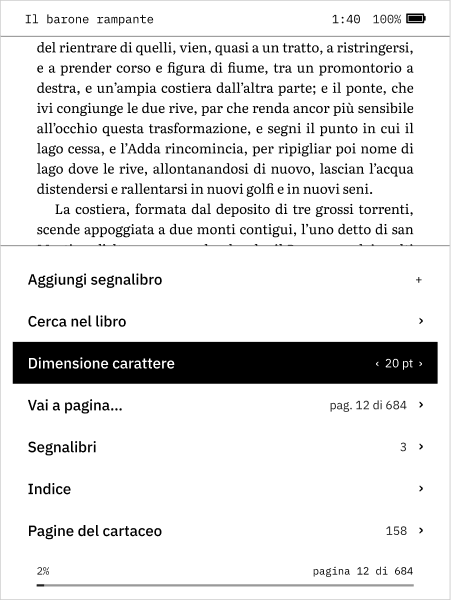 Il barone rampante 1:40 100%
del rientrare di quelli, vien, quasi a un tratto, a ristringersi,
e a prender corso e figura di fiume, tra un promontorio a
destra, e un'ampia costiera dall'altra parte; e il ponte, che
ivi congiunge le due rive, par che renda ancor più sensibile
all'occhio questa trasformazione, e segni il punto in cui il
lago cessa, e l'Adda rincomincia, per ripigliar poi nome di
lago dove le rive, allontanandosi di nuovo, lascian l'acqua
distendersi e rallentarsi in nuovi golfi e in nuovi seni.
La costiera, formata dal deposito di tre grossi torrenti,
scende appoggiata a due monti contigui, l'uno detto di san
Aggiungi segnalibro +
Cerca nel libro ›
Dimensione carattere ‹ 20 pt ›
Vai a pagina... pag. 12 di 684 ›
Segnalibri 3 ›
Indice ›
Pagine del cartaceo 158 ›
2% pagina 12 di 684